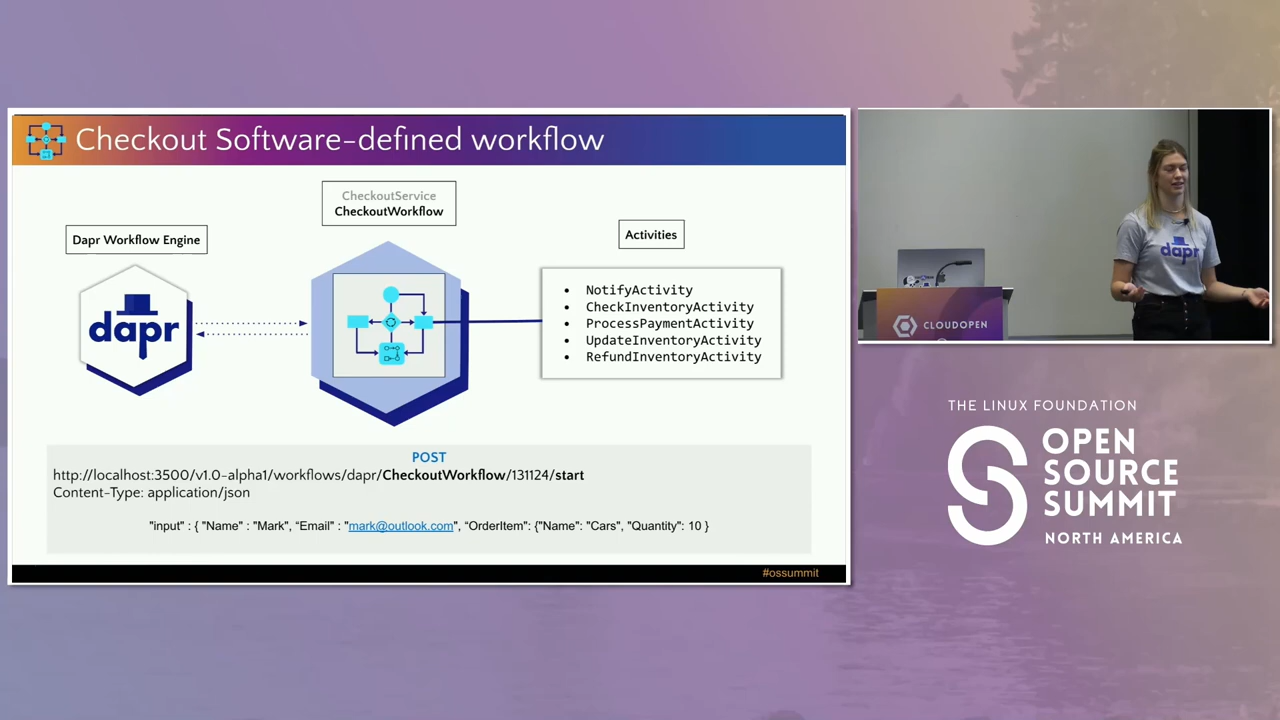 Checkout Software-defined workflow
CheckoutService
CheckoutWorkflow
Dapr Workflow Engine
Activities
dapr
• NotifyActivity
• CheckInventoryActivity
• ProcessPaymentActivity
• UpdateInventoryActivity
• RefundInventoryActivity
POST
http://localhost:3500/v1.0-alpha1/workflows/dapr/CheckoutWorkflow/131124/start
Content-Type: application/json
"input" : { "Name" : "Mark", “Email" : "mark@outlook.com", “OrderItem": {"Name": "Cars", "Quantity": 10 }
#ossummit
dapr
CLOUDOPEN
THE LINUX FOUNDATION
OPEN
SOURCE
SUMMIT
NORTH AMERICA